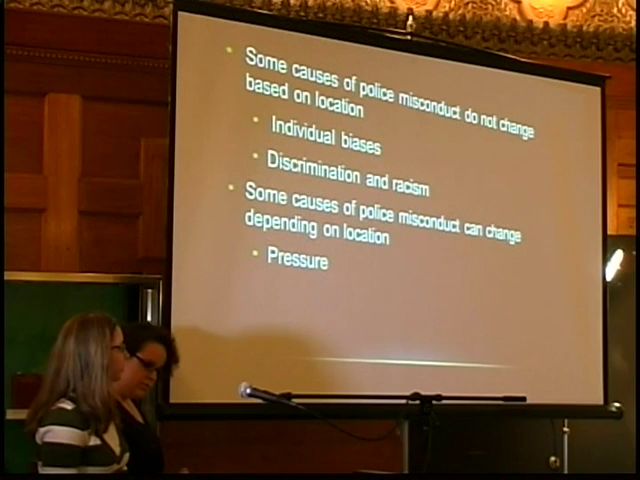 Some causes of police misconduct do not change
based on location
Individual biases
Discrimination and racism
Some causes of police misconduct can change
depending on location
Pressure